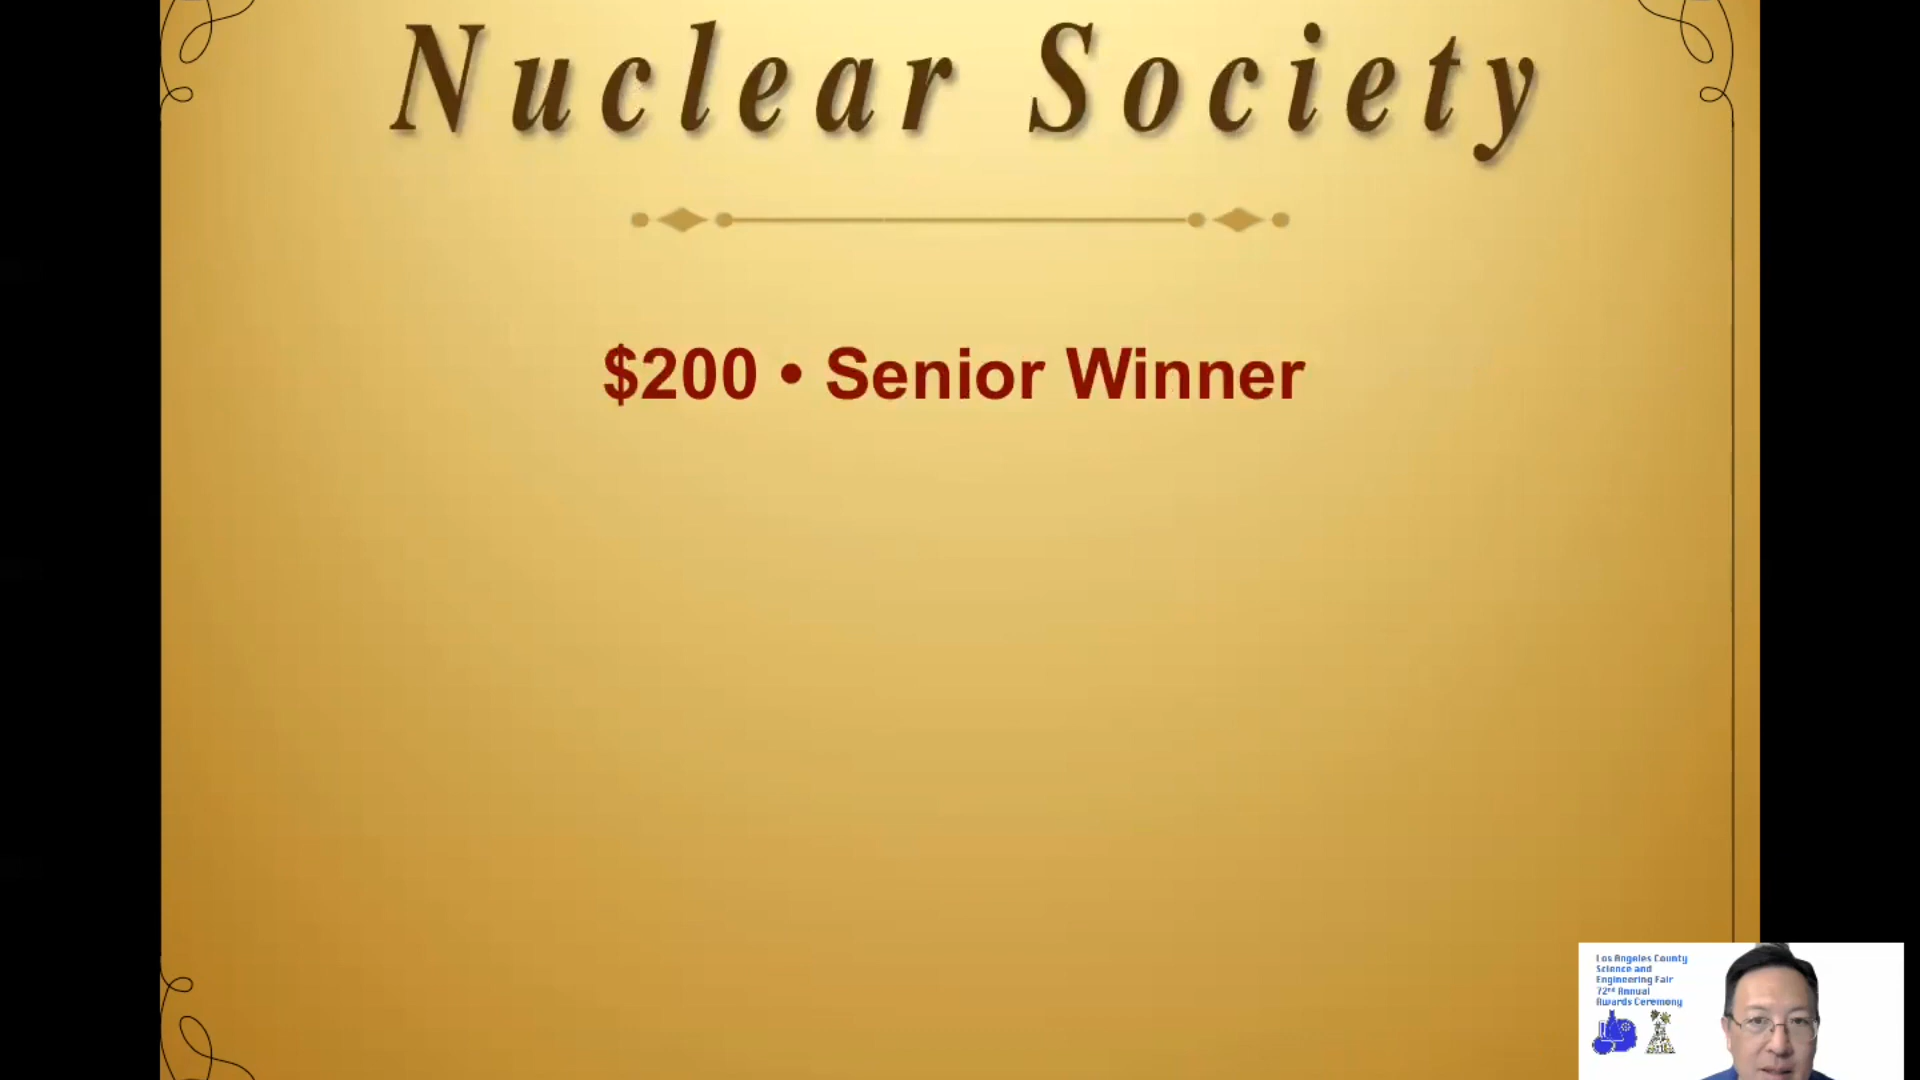 Nuclear Society
$200 • Senior Winner
Los Angeles County
Science and
Engineering Fair
72nd Annual
Awards Ceremony